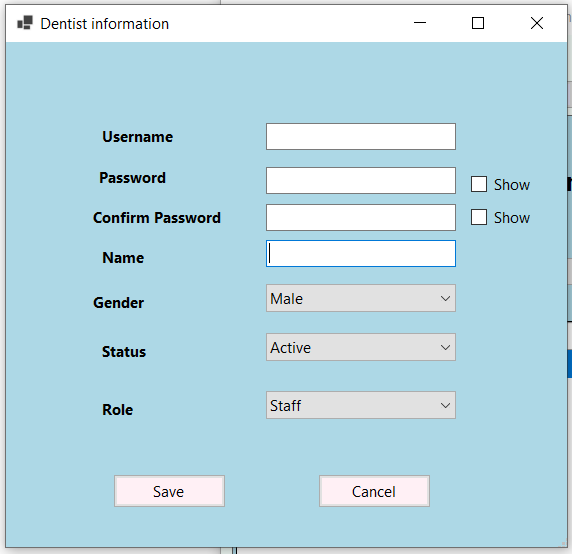 Dentist information
Username
Password
Show
Confirm Password
Show
Name
Gender
Male
Status
Active
Role
Staff
Save
Cancel